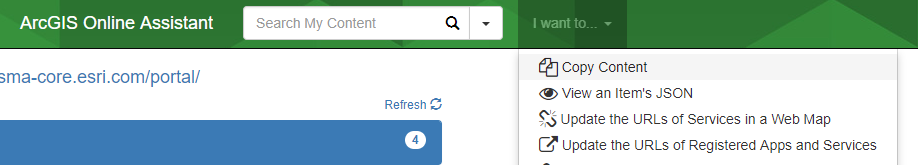 ArcGIS Online Assistant
Search My Content
I want to...
sma-core.esri.com/portal/
Refresh
4
Copy Content
View an Item's JSON
Update the URLs of Services in a Web Map
Update the URLs of Registered Apps and Services